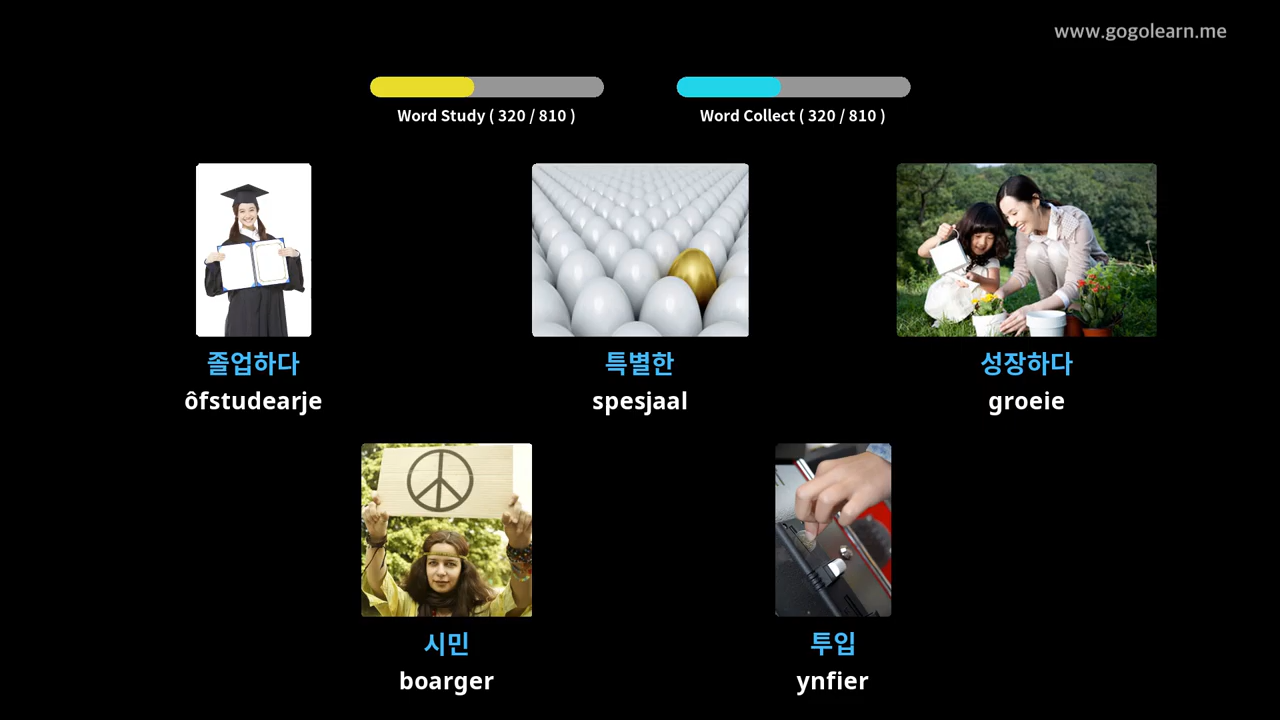 www.gogolearn.me
Word Study ( 320 / 810 )
Word Collect ( 320 / 810 )
졸업하다
ôfstudearje
특별한
spesjaal
성장하다
groeie
시민
boarger
투입
ynfier